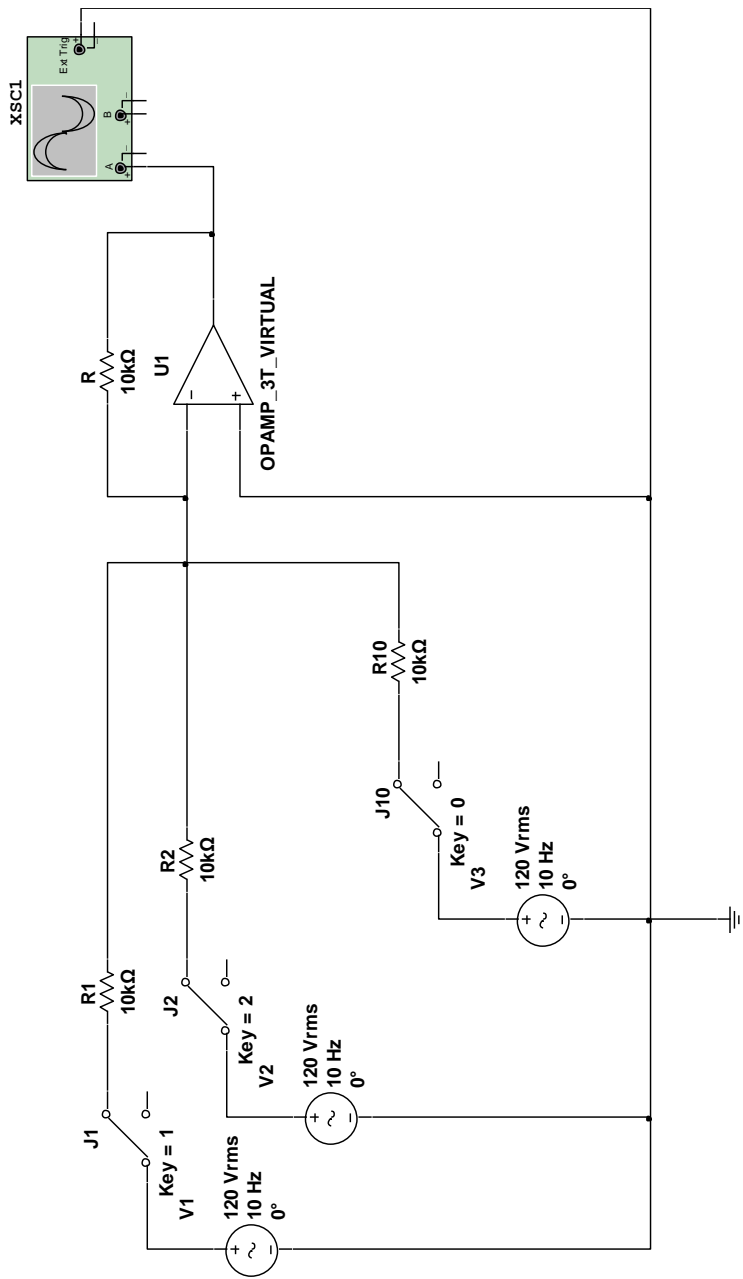 XSC1
Ext Trig
+
−
A
B
+
−
+
−
R
10kΩ
U1
OPAMP_3T_VIRTUAL
−
+
R1
10kΩ
R2
10kΩ
R10
10kΩ
J1
Key = 1
J2
Key = 2
J10
Key = 0
V1
120 Vrms
10 Hz
0°
+
−
V2
120 Vrms
10 Hz
0°
+
−
V3
120 Vrms
10 Hz
0°
+
−